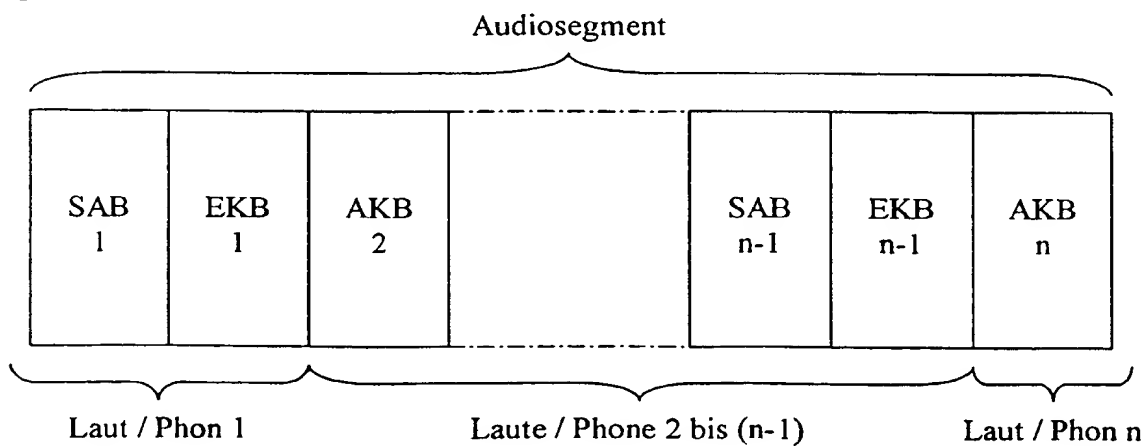 Audiosegment
SAB EKB AKB SAB EKB AKB
1 1 2 n-1 n-1 n
Laut / Phon 1 Laute / Phone 2 bis (n-1) Laut / Phon n